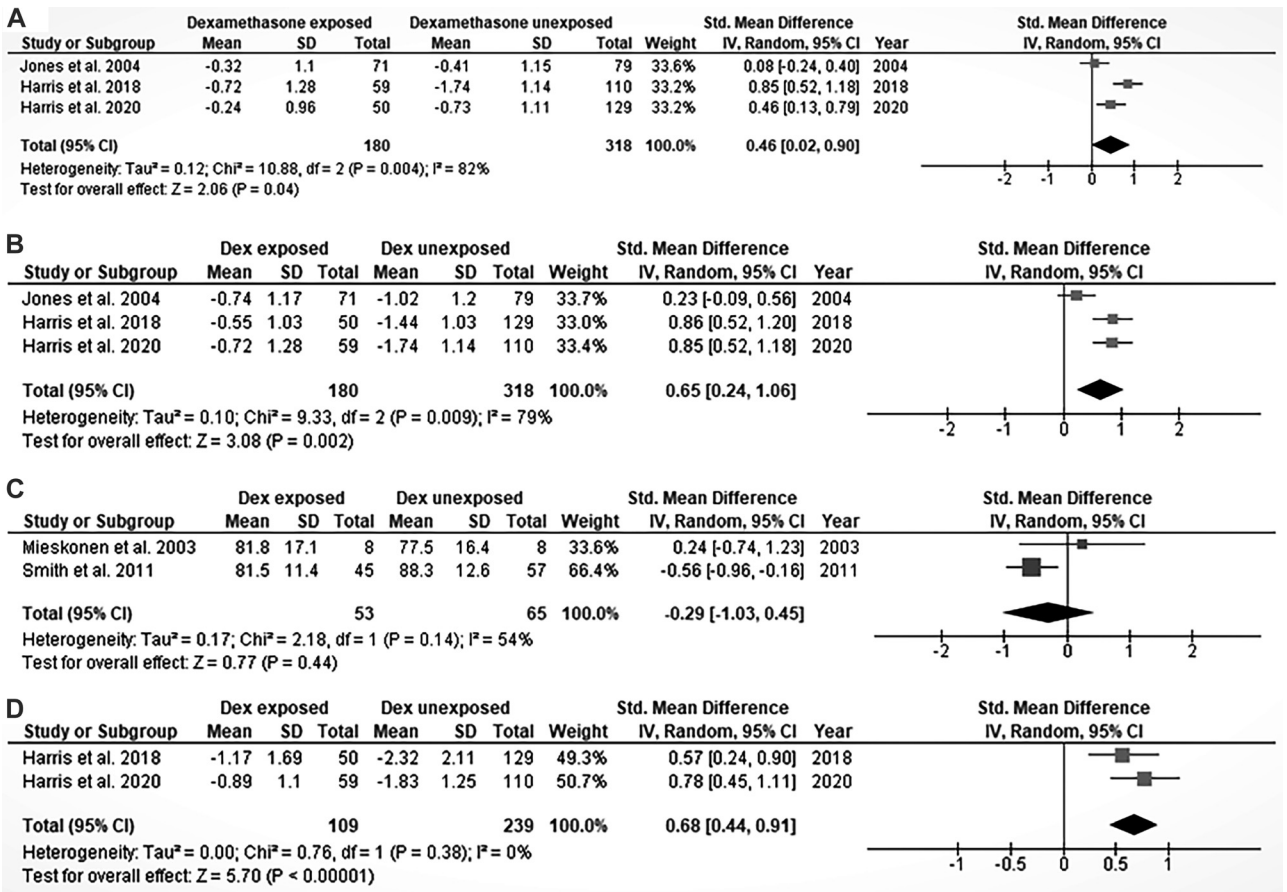 A
Dexamethasone exposed Dexamethasone unexposed Std. Mean Difference Std. Mean Difference
Study or Subgroup Mean SD Total Mean SD Total Weight IV, Random, 95% CI Year IV, Random, 95% CI
Jones et al. 2004 -0.32 1.1 71 -0.41 1.15 79 33.6% 0.08 [-0.24, 0.40] 2004
Harris et al. 2018 -0.72 1.28 59 -1.74 1.14 110 33.2% 0.85 [0.52, 1.18] 2018
Harris et al. 2020 -0.24 0.96 50 -0.73 1.11 129 33.2% 0.46 [0.13, 0.79] 2020
Total (95% CI) 180 318 100.0% 0.46 [0.02, 0.90]
Heterogeneity: Tau² = 0.12; Chi² = 10.88, df = 2 (P = 0.004); I² = 82%
Test for overall effect: Z = 2.06 (P = 0.04)
-2 -1 0 1 2
B
Dex exposed Dex unexposed Std. Mean Difference Std. Mean Difference
Study or Subgroup Mean SD Total Mean SD Total Weight IV, Random, 95% CI Year IV, Random, 95% CI
Jones et al. 2004 -0.74 1.17 71 -1.02 1.2 79 33.7% 0.23 [-0.09, 0.56] 2004
Harris et al. 2018 -0.55 1.03 50 -1.44 1.03 129 33.0% 0.86 [0.52, 1.20] 2018
Harris et al. 2020 -0.72 1.28 59 -1.74 1.14 110 33.4% 0.85 [0.52, 1.18] 2020
Total (95% CI) 180 318 100.0% 0.65 [0.24, 1.06]
Heterogeneity: Tau² = 0.10; Chi² = 9.33, df = 2 (P = 0.009); I² = 79%
Test for overall effect: Z = 3.08 (P = 0.002)
-2 -1 0 1 2
C
Dex exposed Dex unexposed Std. Mean Difference Std. Mean Difference
Study or Subgroup Mean SD Total Mean SD Total Weight IV, Random, 95% CI Year IV, Random, 95% CI
Mieskonen et al. 2003 81.8 17.1 8 77.5 16.4 8 33.6% 0.24 [-0.74, 1.23] 2003
Smith et al. 2011 81.5 11.4 45 88.3 12.6 57 66.4% -0.56 [-0.96, -0.16] 2011
Total (95% CI) 53 65 100.0% -0.29 [-1.03, 0.45]
Heterogeneity: Tau² = 0.17; Chi² = 2.18, df = 1 (P = 0.14); I² = 54%
Test for overall effect: Z = 0.77 (P = 0.44)
-2 -1 0 1 2
D
Dex exposed Dex unexposed Std. Mean Difference Std. Mean Difference
Study or Subgroup Mean SD Total Mean SD Total Weight IV, Random, 95% CI Year IV, Random, 95% CI
Harris et al. 2018 -1.17 1.69 50 -2.32 2.11 129 49.3% 0.57 [0.24, 0.90] 2018
Harris et al. 2020 -0.89 1.1 59 -1.83 1.25 110 50.7% 0.78 [0.45, 1.11] 2020
Total (95% CI) 109 239 100.0% 0.68 [0.44, 0.91]
Heterogeneity: Tau² = 0.00; Chi² = 0.76, df = 1 (P = 0.38); I² = 0%
Test for overall effect: Z = 5.70 (P < 0.00001)
-1 -0.5 0 0.5 1